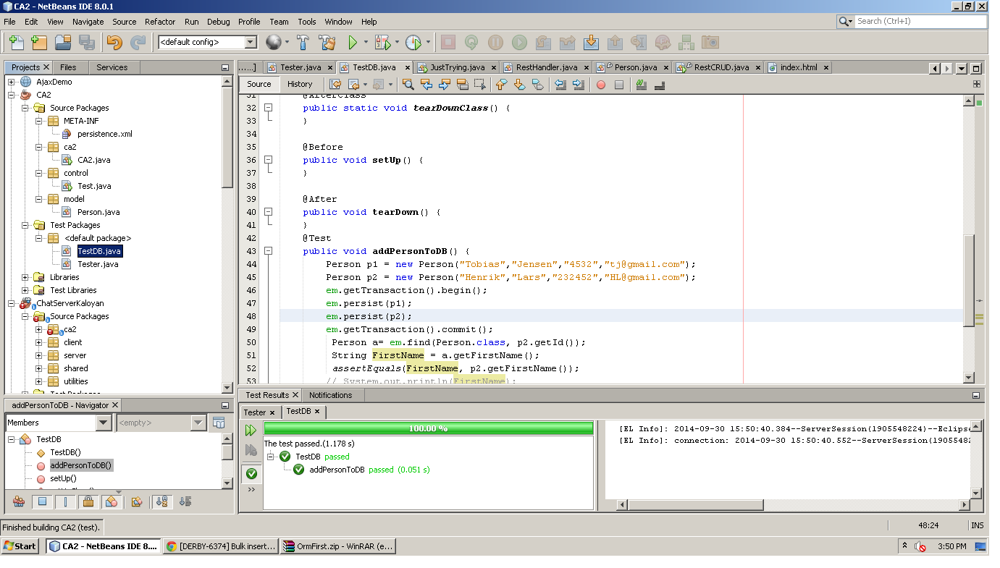 CA2 - NetBeans IDE 8.0.1
File Edit View Navigate Source Refactor Run Debug Profile Team Tools Window Help
Search (Ctrl+I)
<default config>
Projects Files Services
AjaxDemo
CA2
Source Packages
META-INF
persistence.xml
ca2
CA2.java
control
Test.java
model
Person.java
Test Packages
<default package>
TestDB.java
Tester.java
Libraries
Test Libraries
ChatServerKaloyan
Source Packages
ca2
client
server
shared
utilities
Test Packages
.....] Tester.java TestDB.java JustTrying.java RestHandler.java Person.java RestCRUD.java index.html
Source History
31 @AfterClass
32 public static void tearDownClass() {
33 }
34
35 @Before
36 public void setUp() {
37 }
38
39 @After
40 public void tearDown() {
41 }
42 @Test
43 public void addPersonToDB() {
44 Person p1 = new Person("Tobias","Jensen","4532","tj@gmail.com");
45 Person p2 = new Person("Henrik","Lars","232452","HL@gmail.com");
46 em.getTransaction().begin();
47 em.persist(p1);
48 em.persist(p2);
49 em.getTransaction().commit();
50 Person a= em.find(Person.class, p2.getId());
51 String FirstName = a.getFirstName();
52 assertEquals(FirstName, p2.getFirstName());
53 // System.out.println(FirstName);
addPersonToDB - Navigator
Members <empty>
TestDB
TestDB()
addPersonToDB()
setUp()
Test Results Notifications
Tester TestDB
100.00 %
The test passed.(1.178 s)
TestDB passed
addPersonToDB passed (0.051 s)
[EL Info]: 2014-09-30 15:50:40.384--ServerSession(1905548224)--Eclipse
[EL Info]: connection: 2014-09-30 15:50:40.552--ServerSession(19055482
Finished building CA2 (test).
48:24 INS
Start CA2 - NetBeans IDE 8.... [DERBY-6374] Bulk insert... OrmFirst.zip - WinRAR (e... 3:50 PM